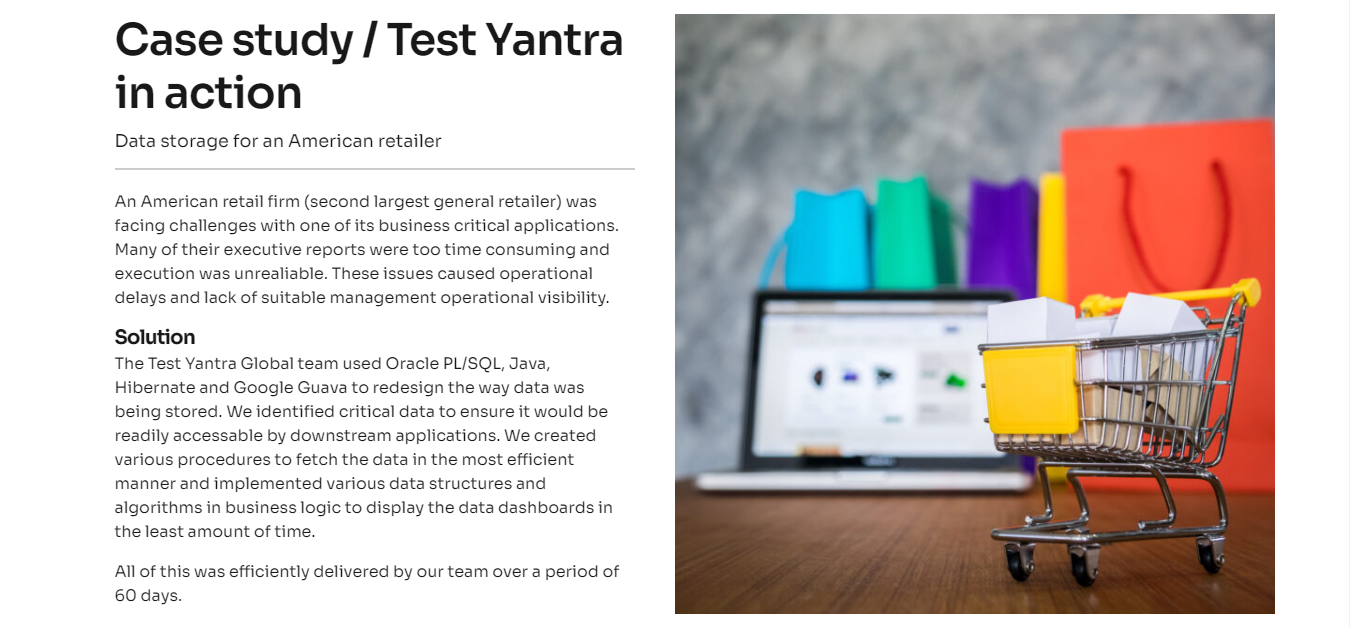 Case study / Test Yantra
in action
Data storage for an American retailer
An American retail firm (second largest general retailer) was
facing challenges with one of its business critical applications.
Many of their executive reports were too time consuming and
execution was unrealiable. These issues caused operational
delays and lack of suitable management operational visibility.
Solution
The Test Yantra Global team used Oracle PL/SQL, Java,
Hibernate and Google Guava to redesign the way data was
being stored. We identified critical data to ensure it would be
readily accessable by downstream applications. We created
various procedures to fetch the data in the most efficient
manner and implemented various data structures and
algorithms in business logic to display the data dashboards in
the least amount of time.
All of this was efficiently delivered by our team over a period of
60 days.